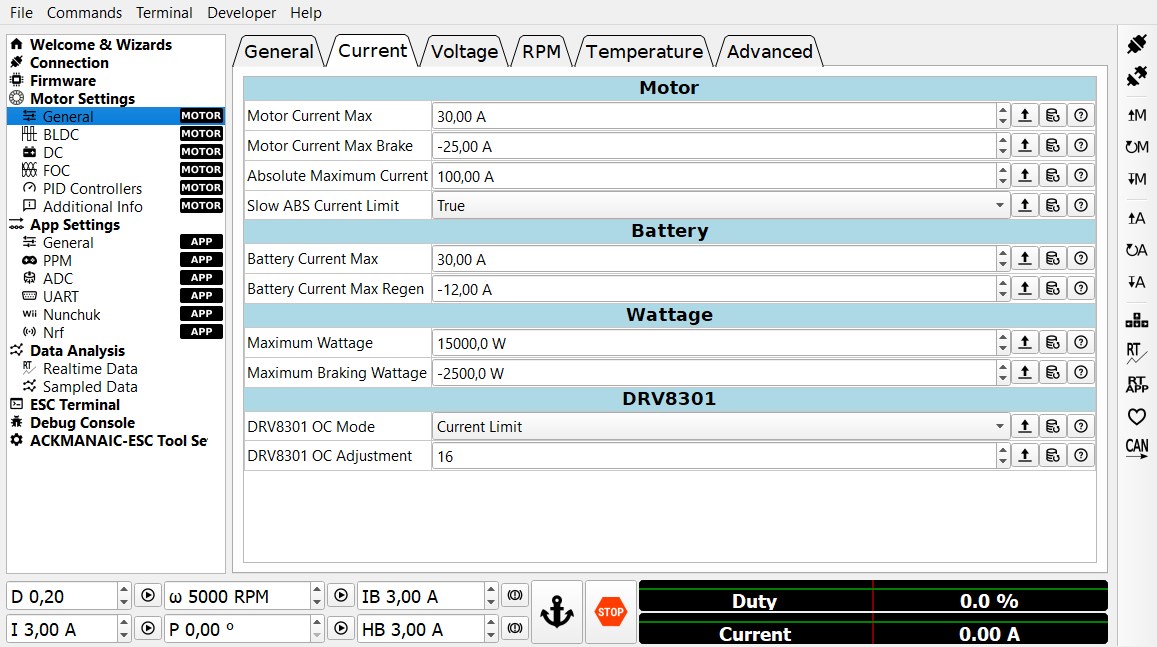 File Commands Terminal Developer Help
Welcome & Wizards
Connection
Firmware
Motor Settings
General MOTOR
BLDC MOTOR
DC MOTOR
FOC MOTOR
PID Controllers MOTOR
Additional Info MOTOR
App Settings
General APP
PPM APP
ADC APP
UART APP
Wii Nunchuk APP
Nrf APP
Data Analysis
RT Realtime Data
Sampled Data
ESC Terminal
Debug Console
ACKMANAIC-ESC Tool Se
General Current Voltage RPM Temperature Advanced
Motor
Motor Current Max 30,00 A
Motor Current Max Brake -25,00 A
Absolute Maximum Current 100,00 A
Slow ABS Current Limit True
Battery
Battery Current Max 30,00 A
Battery Current Max Regen -12,00 A
Wattage
Maximum Wattage 15000,0 W
Maximum Braking Wattage -2500,0 W
DRV8301
DRV8301 OC Mode Current Limit
DRV8301 OC Adjustment 16
M
M
M
A
A
A
RT
RT
APP
CAN
D 0,20 ω 5000 RPM IB 3,00 A
I 3,00 A P 0,00 º HB 3,00 A
STOP
Duty 0.0 %
Current 0.00 A